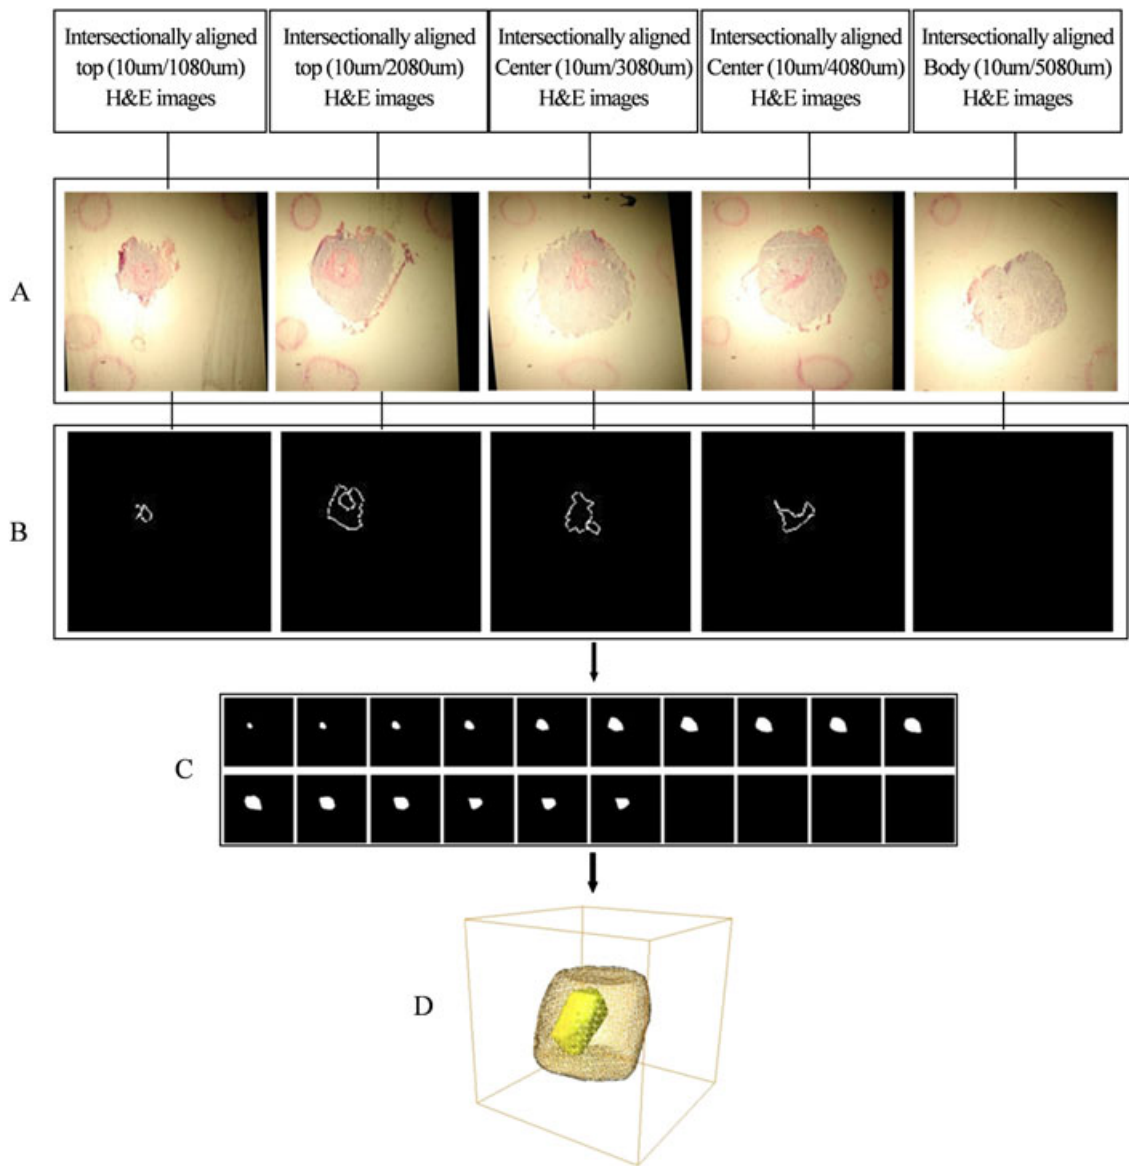 Intersectionally aligned
top (10um/1080um)
H&E images
Intersectionally aligned
top (10um/2080um)
H&E images
Intersectionally aligned
Center (10um/3080um)
H&E images
Intersectionally aligned
Center (10um/4080um)
H&E images
Intersectionally aligned
Body (10um/5080um)
H&E images
A
B
C
D